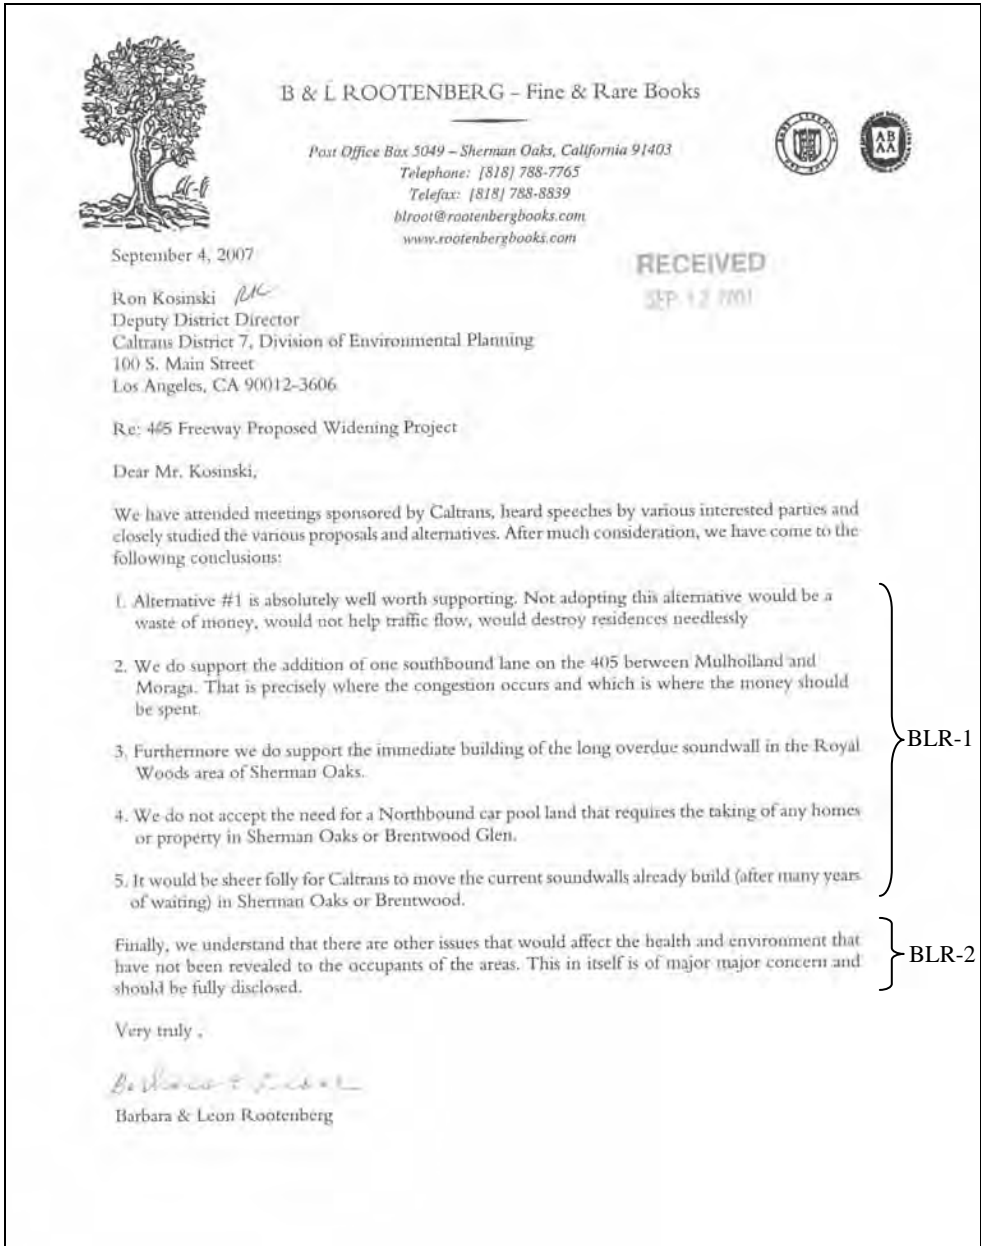 B & L ROOTENBERG – Fine & Rare Books
Post Office Box 5049 – Sherman Oaks, California 91403
Telephone: [818] 788-7765
Telefax: [818] 788-8839
blroot@rootenbergbooks.com
www.rootenbergbooks.com
AB
AA
September 4, 2007
RECEIVED
SEP 12
Ron Kosinski RK
Deputy District Director
Caltrans District 7, Division of Environmental Planning
100 S. Main Street
Los Angeles, CA 90012-3606
Re: 405 Freeway Proposed Widening Project
Dear Mr. Kosinski,
We have attended meetings sponsored by Caltrans, heard speeches by various interested parties and
closely studied the various proposals and alternatives. After much consideration, we have come to the
following conclusions:
1. Alternative #1 is absolutely well worth supporting. Not adopting this alternative would be a
waste of money, would not help traffic flow, would destroy residences needlessly
2. We do support the addition of one southbound lane on the 405 between Mulholland and
Moraga. That is precisely where the congestion occurs and which is where the money should
be spent.
3. Furthermore we do support the immediate building of the long overdue soundwall in the Royal
Woods area of Sherman Oaks.
4. We do not accept the need for a Northbound car pool land that requires the taking of any homes
or property in Sherman Oaks or Brentwood Glen.
5. It would be sheer folly for Caltrans to move the current soundwalls already build (after many years
of waiting) in Sherman Oaks or Brentwood.
BLR-1
Finally, we understand that there are other issues that would affect the health and environment that
have not been revealed to the occupants of the areas. This in itself is of major major concern and
should be fully disclosed.
BLR-2
Very truly ,
Barbara & Leon Rootenberg